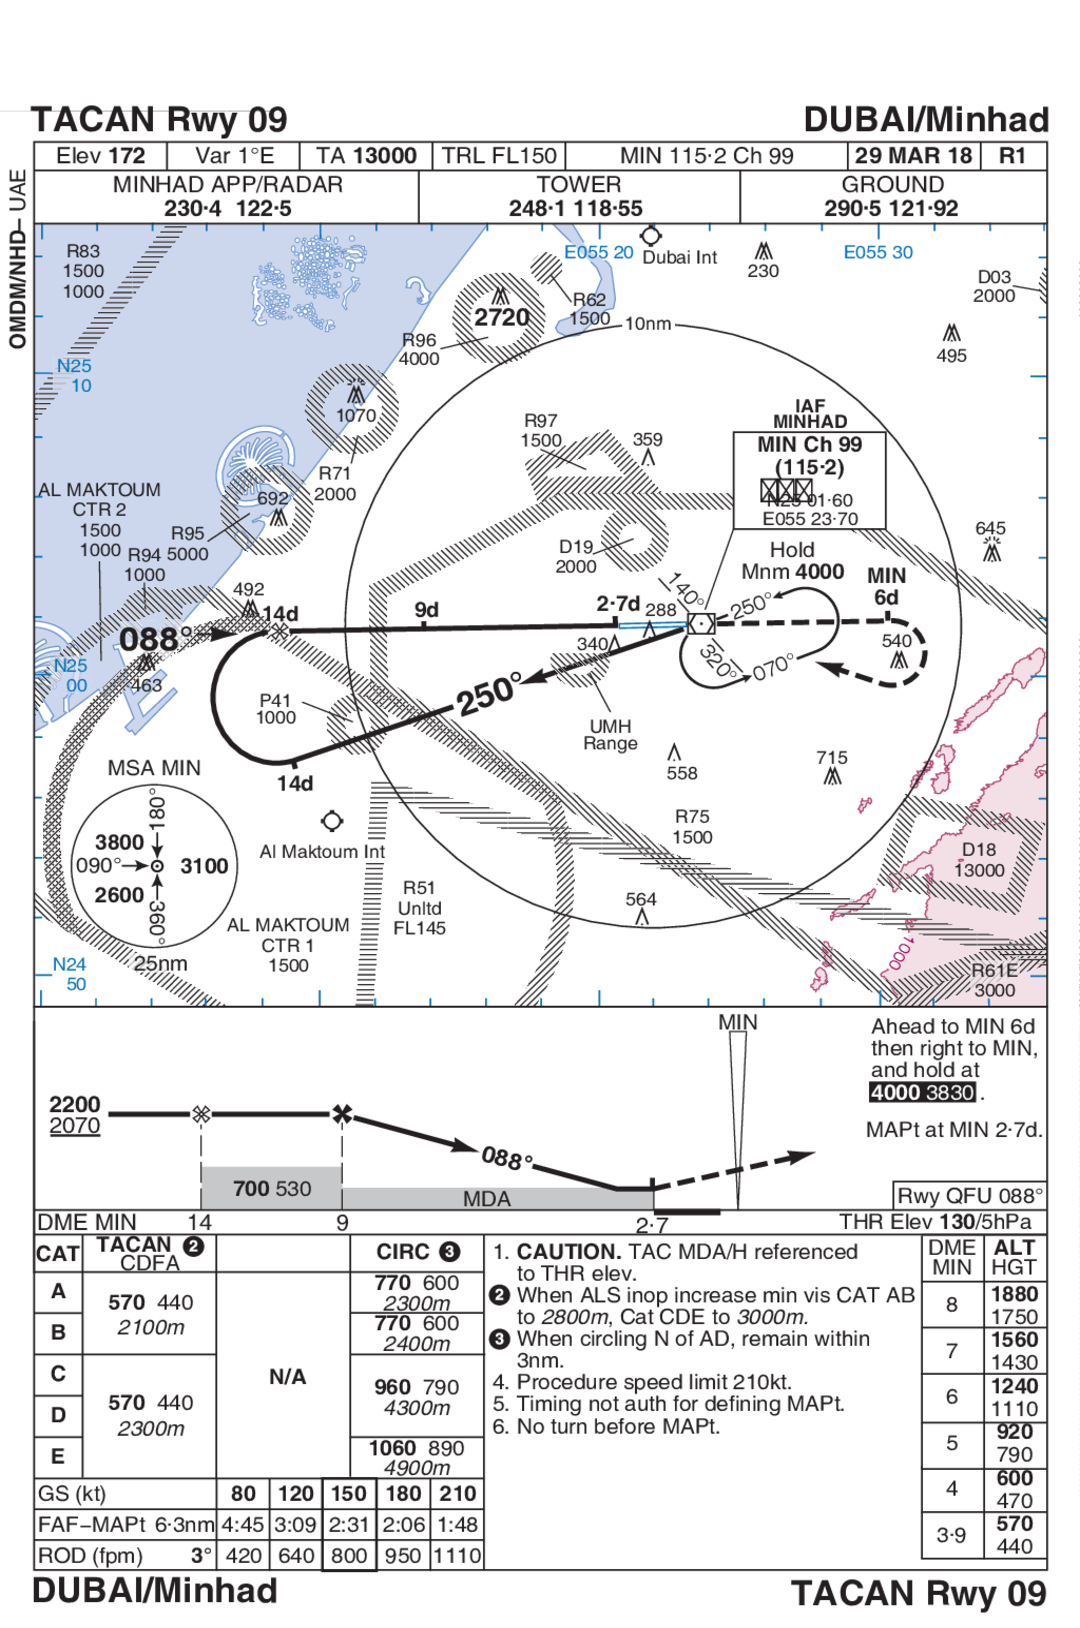 TACAN Rwy 09
DUBAI/Minhad
Elev 172
Var 1°E
TA 13000
TRL FL150
MIN 115·2 Ch 99
29 MAR 18
R1
MINHAD APP/RADAR
230·4 122·5
TOWER
248·1 118·55
GROUND
290·5 121·92
OMDM/NHD– UAE
R83
1500
1000
E055 20
Dubai Int
230
E055 30
D03
2000
R62
1500
2720
R96
4000
10nm
495
N25
10
1070
R71
2000
R97
1500
359
IAF
MINHAD
MIN Ch 99
(115·2)
N25 01·60
E055 23·70
AL MAKTOUM
CTR 2
1500
1000
692
R95
5000
R94
1000
D19
2000
645
Hold
Mnm 4000
MIN
6d
492
14d
9d
2·7d
288
140°
250°
088°
340
320°
070°
540
N25
00
463
250°
P41
1000
UMH
Range
14d
558
715
MSA MIN
180°
3800
090°
3100
2600
360°
25nm
Al Maktoum Int
R75
1500
D18
13000
R51
Unltd
FL145
564
AL MAKTOUM
CTR 1
1500
1000
N24
50
R61E
3000
MIN
Ahead to MIN 6d
then right to MIN,
and hold at
4000 3830 .
MAPt at MIN 2·7d.
2200
2070
088°
700 530
MDA
Rwy QFU 088°
DME MIN
14
9
2·7
THR Elev 130/5hPa
CAT
TACAN 2
CDFA
CIRC 3
A
B
570 440
2100m
C
D
E
570 440
2300m
N/A
770 600
2300m
770 600
2400m
960 790
4300m
1060 890
4900m
1. CAUTION. TAC MDA/H referenced
to THR elev.
2 When ALS inop increase min vis CAT AB
to 2800m, Cat CDE to 3000m.
3 When circling N of AD, remain within
3nm.
4. Procedure speed limit 210kt.
5. Timing not auth for defining MAPt.
6. No turn before MAPt.
DME
MIN
ALT
HGT
8
1880
1750
7
1560
1430
6
1240
1110
5
920
790
4
600
470
3·9
570
440
GS (kt) 80 120 150 180 210
FAF–MAPt 6·3nm 4:45 3:09 2:31 2:06 1:48
ROD (fpm) 3° 420 640 800 950 1110
DUBAI/Minhad
TACAN Rwy 09